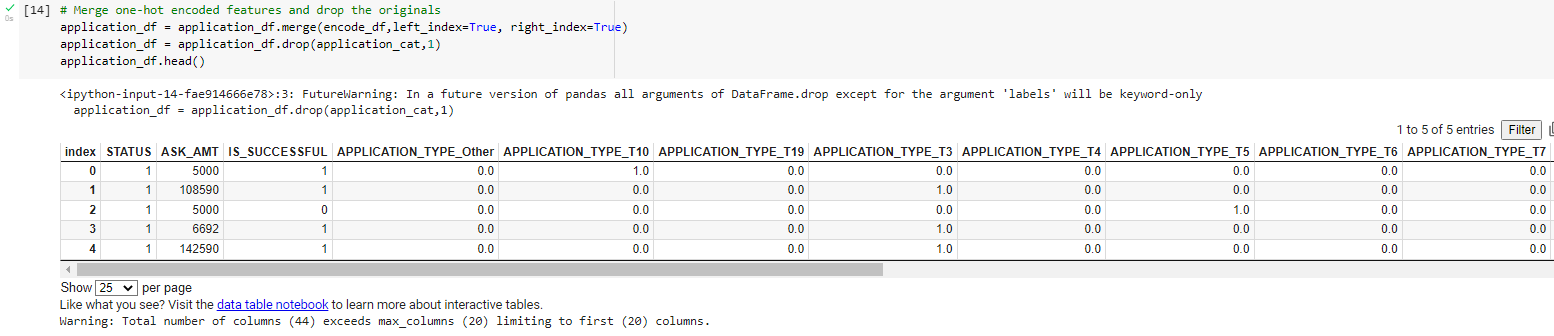 [14] # Merge one-hot encoded features and drop the originals
0s
application_df = application_df.merge(encode_df,left_index=True, right_index=True)
application_df = application_df.drop(application_cat,1)
application_df.head()
<ipython-input-14-fae914666e78>:3: FutureWarning: In a future version of pandas all arguments of DataFrame.drop except for the argument 'labels' will be keyword-only
application_df = application_df.drop(application_cat,1)
1 to 5 of 5 entries Filter
index STATUS ASK_AMT IS_SUCCESSFUL APPLICATION_TYPE_Other APPLICATION_TYPE_T10 APPLICATION_TYPE_T19 APPLICATION_TYPE_T3 APPLICATION_TYPE_T4 APPLICATION_TYPE_T5 APPLICATION_TYPE_T6 APPLICATION_TYPE_T7
0 1 5000 1 0.0 1.0 0.0 0.0 0.0 0.0 0.0 0.0
1 1 108590 1 0.0 0.0 0.0 1.0 0.0 0.0 0.0 0.0
2 1 5000 0 0.0 0.0 0.0 0.0 0.0 1.0 0.0 0.0
3 1 6692 1 0.0 0.0 0.0 1.0 0.0 0.0 0.0 0.0
4 1 142590 1 0.0 0.0 0.0 1.0 0.0 0.0 0.0 0.0
Show 25 per page
Like what you see? Visit the data table notebook to learn more about interactive tables.
Warning: Total number of columns (44) exceeds max_columns (20) limiting to first (20) columns.